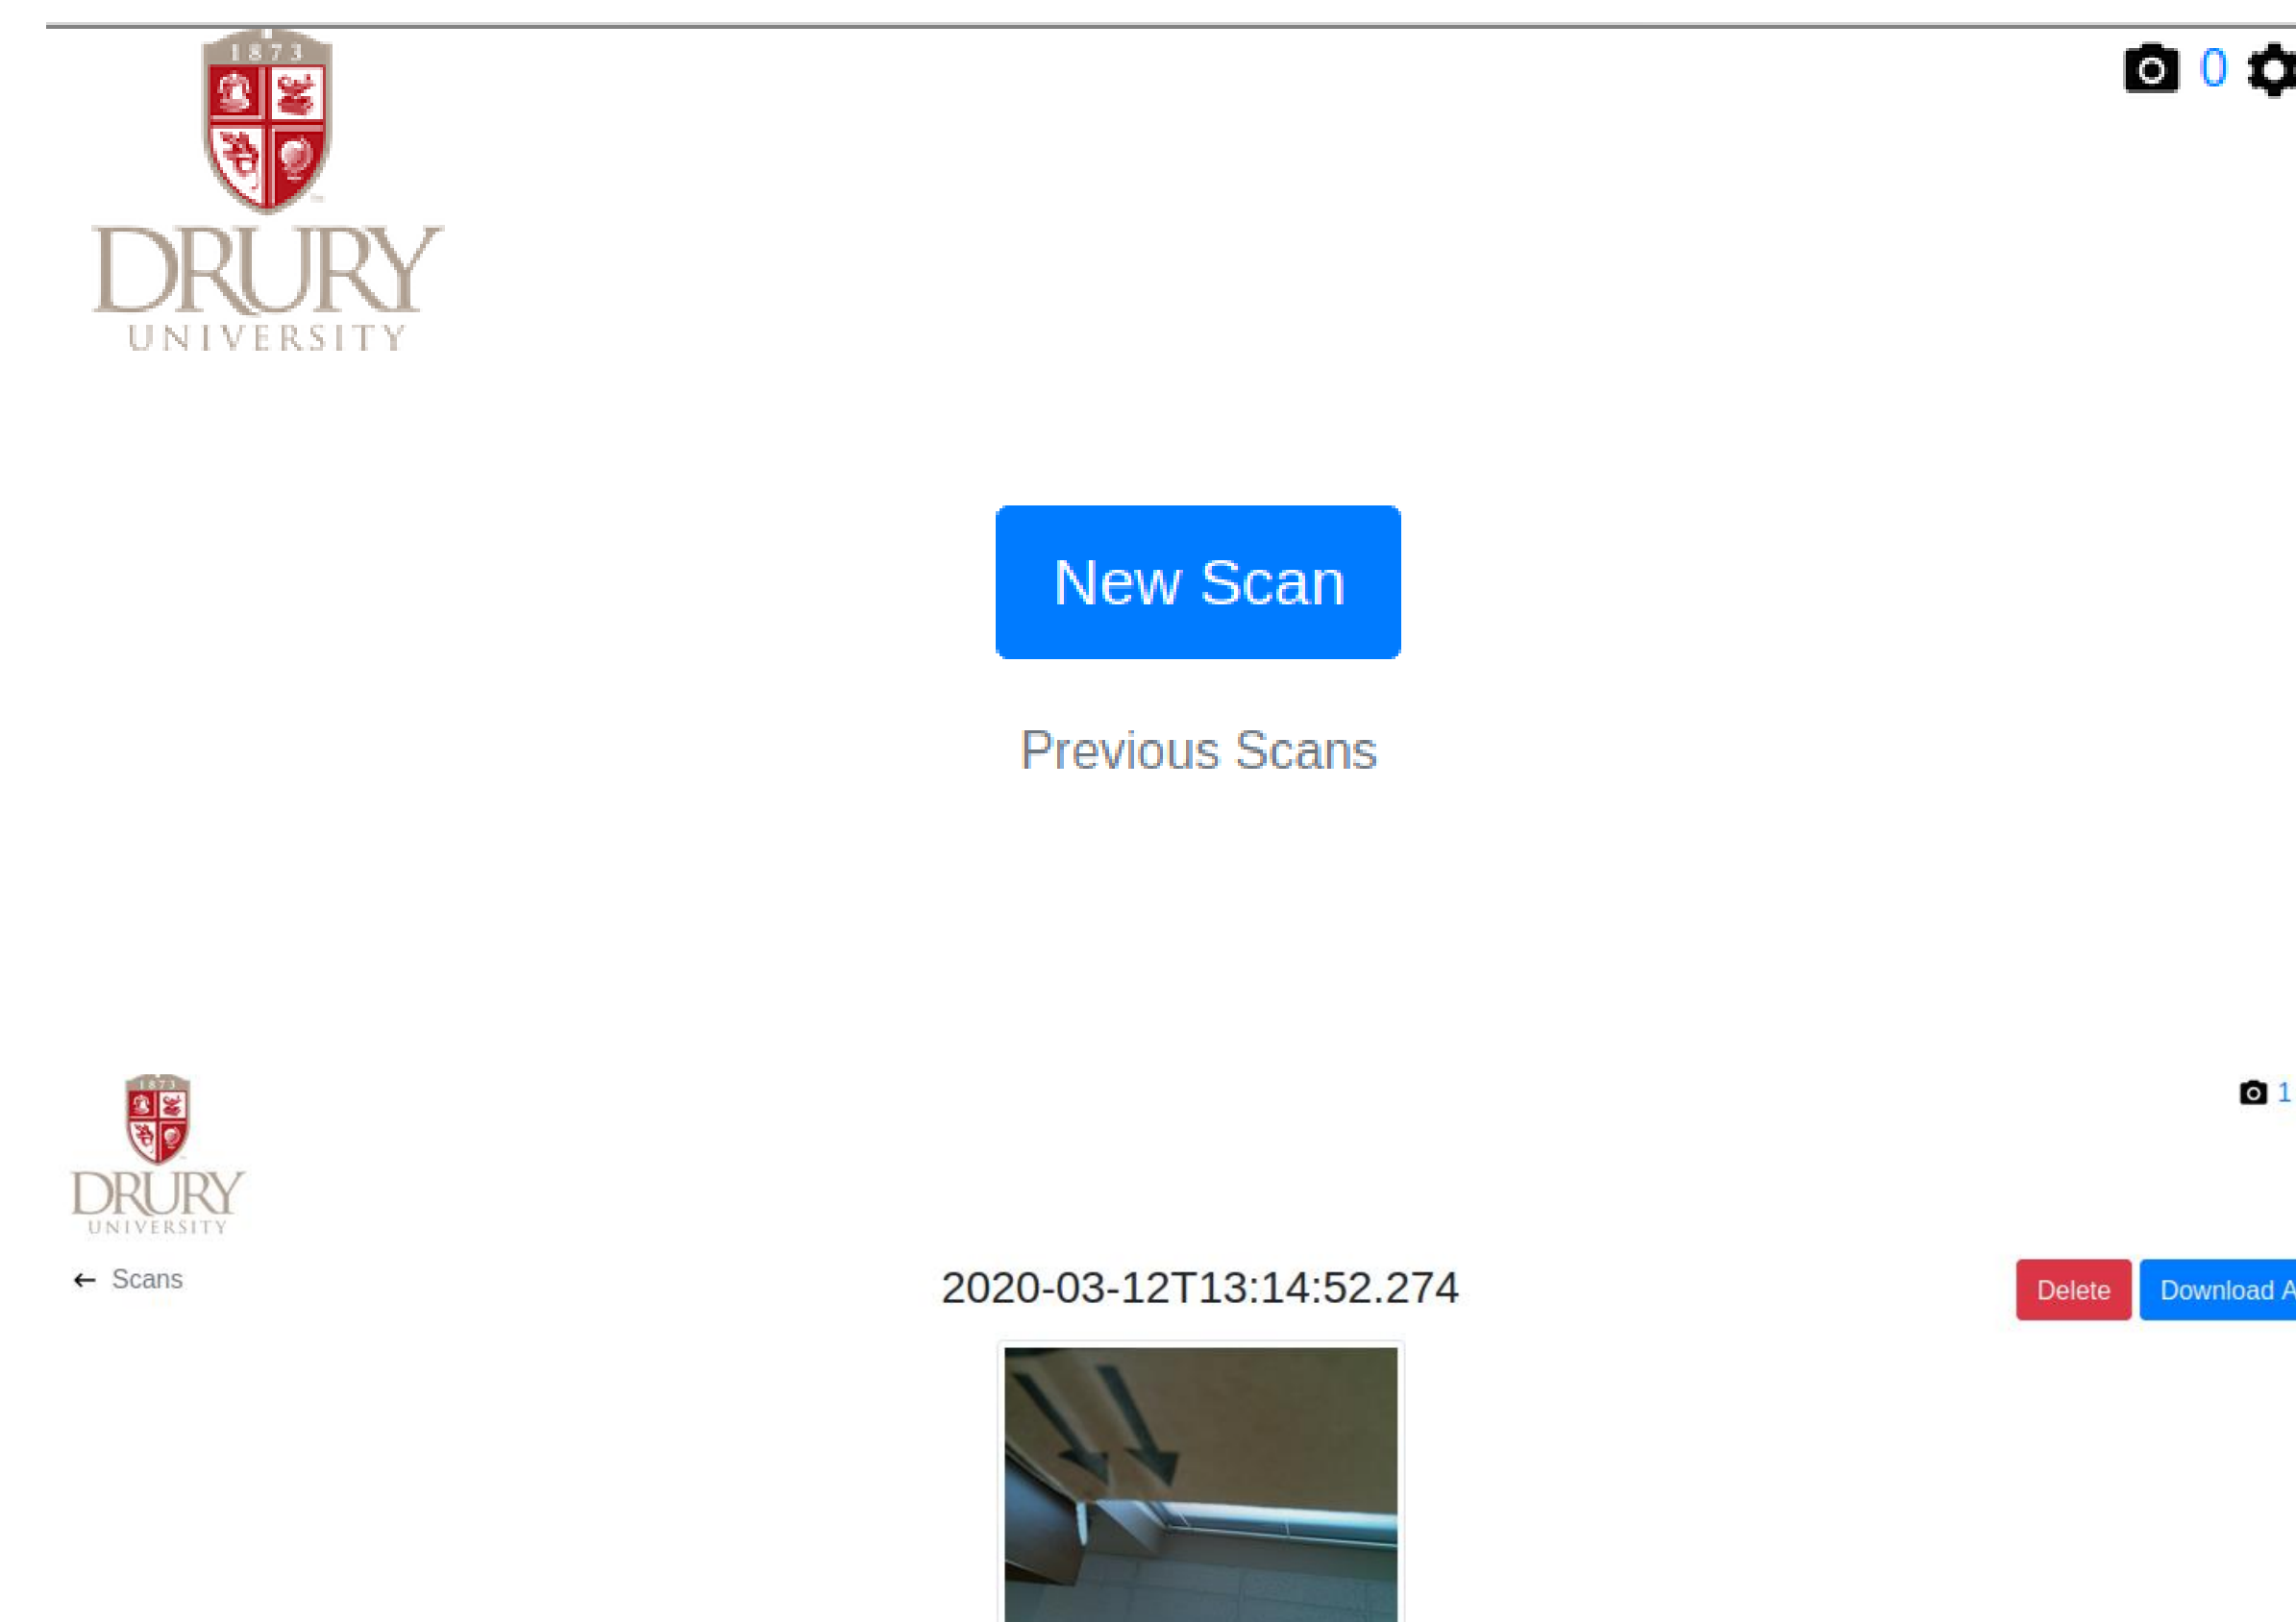 1873
0
DRURY
UNIVERSITY
New Scan
Previous Scans
1873
1
DRURY
UNIVERSITY
← Scans
2020-03-12T13:14:52.274
Delete
Download A